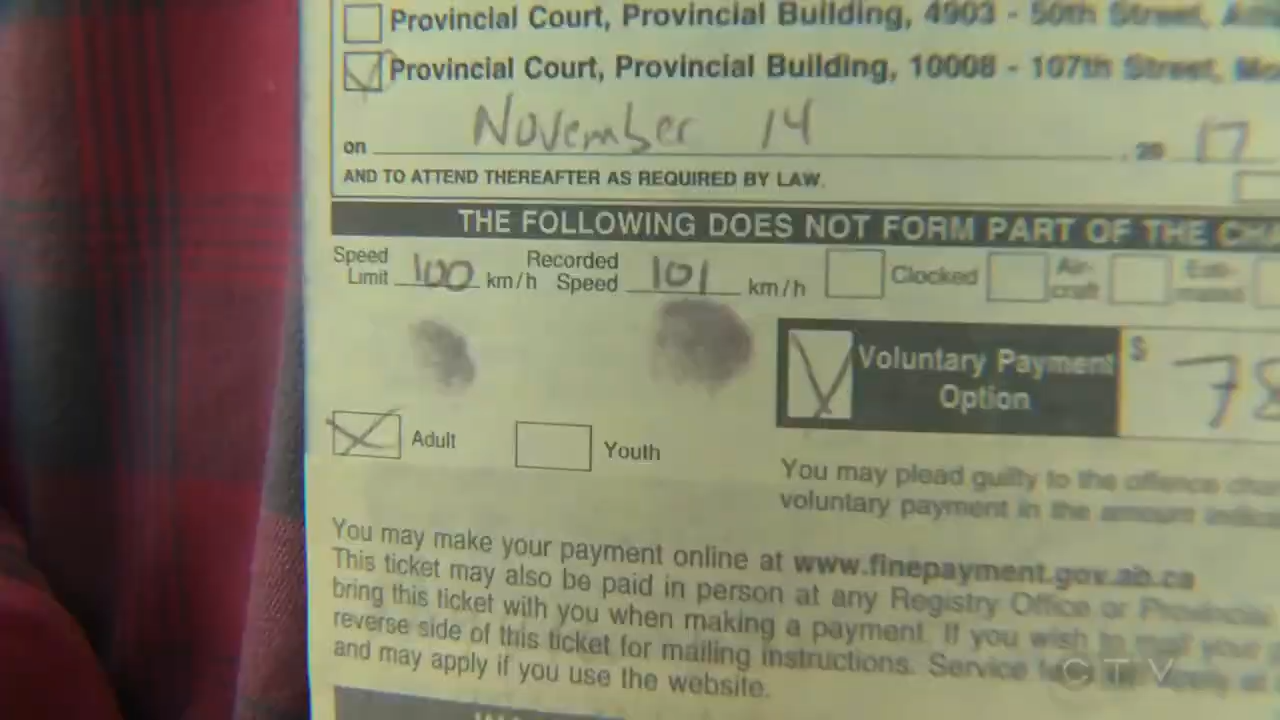 Provincial Court, Provincial Building, 4903 - 50th Street,
Provincial Court, Provincial Building, 10008 - 107th Street,
on November 14, 20 17
AND TO ATTEND THEREAFTER AS REQUIRED BY LAW.
THE FOLLOWING DOES NOT FORM PART OF THE
Speed Limit 100 km/h Recorded Speed 101 km/h Clocked Air-craft
Voluntary Payment Option $ 78
Adult Youth
You may plead guilty to the offence
voluntary payment in the amount
You may make your payment online at www.finepayment.gov.ab.ca
This ticket may also be paid in person at any Registry Office or
bring this ticket with you when making a payment. If you wish to mail your
reverse side of this ticket for mailing instructions. Service
and may apply if you use the website.
CTV